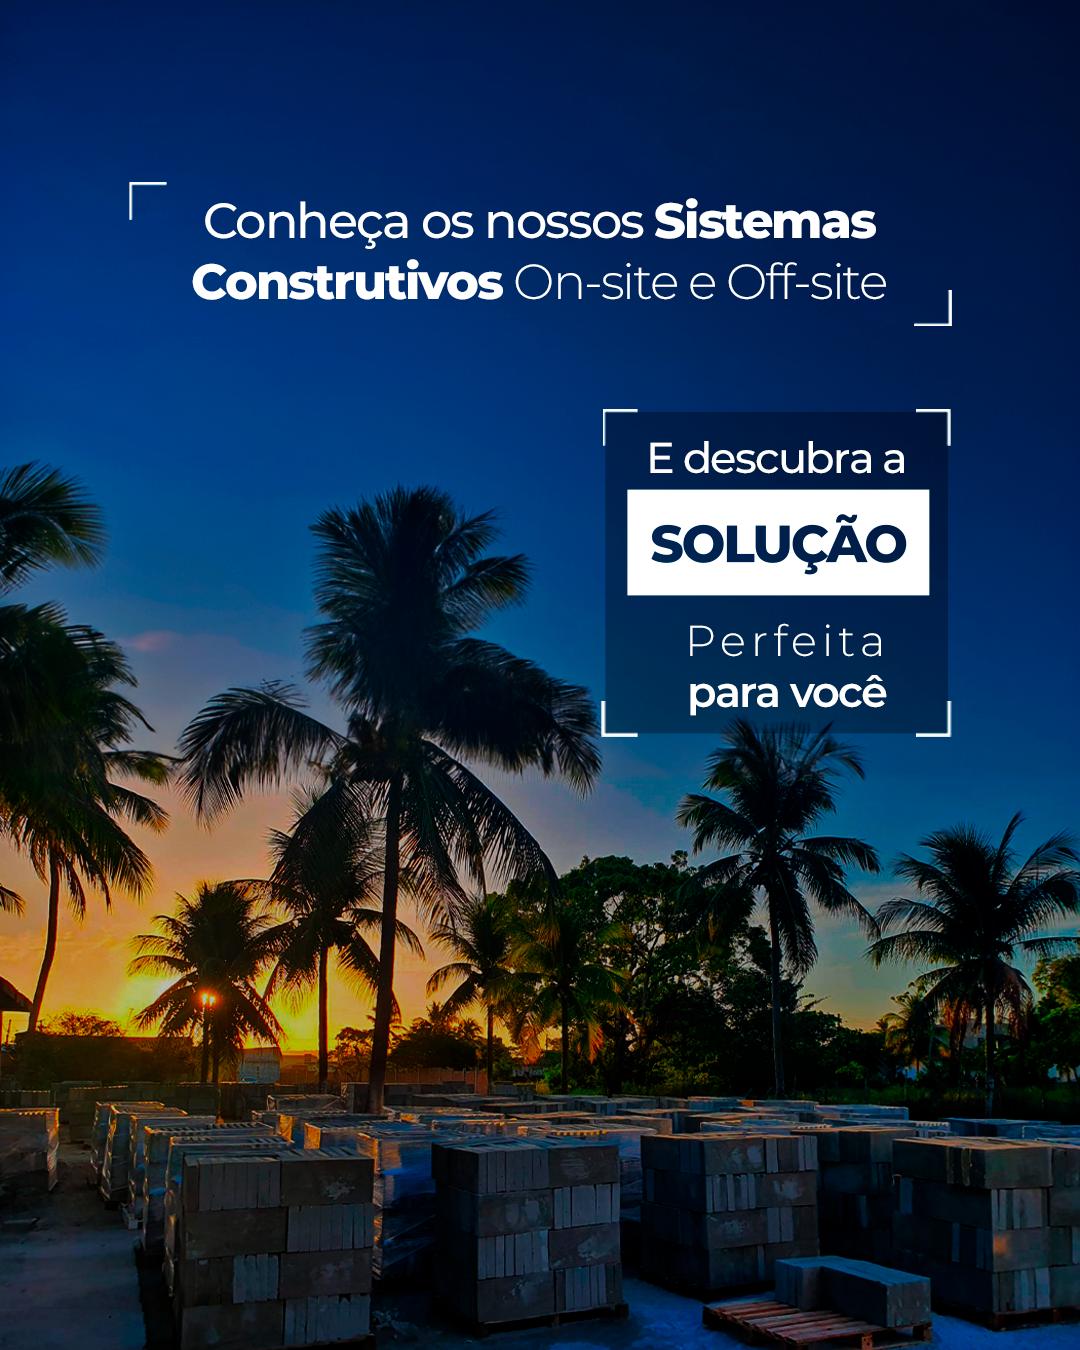 Conheça os nossos Sistemas
Construtivos On-site e Off-site
E descubra a
SOLUÇÃO
Perfeita
para você